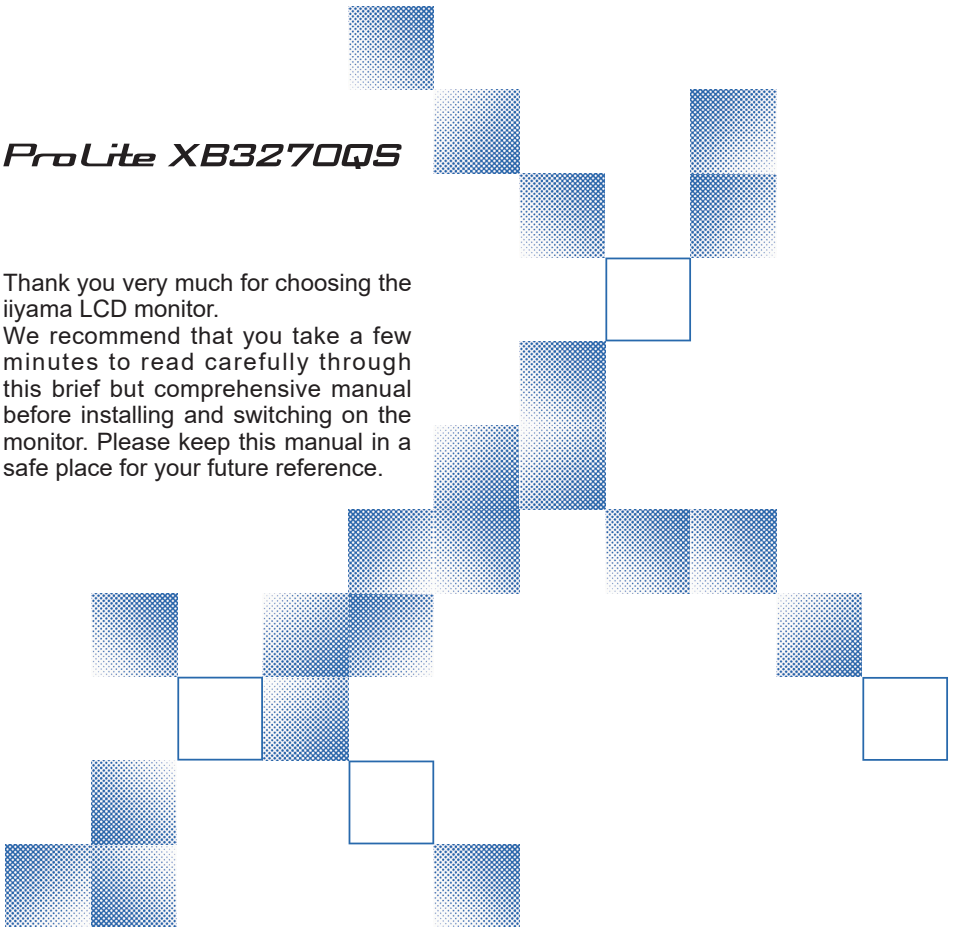 ProLite XB3270QS
Thank you very much for choosing the
iiyama LCD monitor.
We recommend that you take a few
minutes to read carefully through
this brief but comprehensive manual
before installing and switching on the
monitor. Please keep this manual in a
safe place for your future reference.